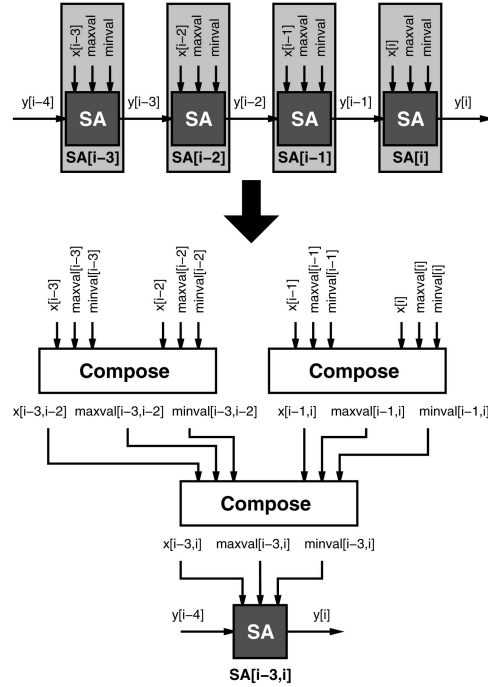 x[i-3] maxval minval x[i-2] maxval minval x[i-1] maxval minval x[i] maxval minval
y[i-4] SA y[i-3] SA y[i-2] SA y[i-1] SA y[i]
SA[i-3] SA[i-2] SA[i-1] SA[i]
x[i-3] maxval[i-3] minval[i-3] x[i-2] maxval[i-2] minval[i-2] x[i-1] maxval[i-1] minval[i-1] x[i] maxval[i] minval[i]
Compose Compose
x[i-3,i-2] maxval[i-3,i-2] minval[i-3,i-2] x[i-1,i] maxval[i-1,i] minval[i-1,i]
Compose
x[i-3,i] maxval[i-3,i] minval[i-3,i]
y[i-4] SA y[i]
SA[i-3,i]